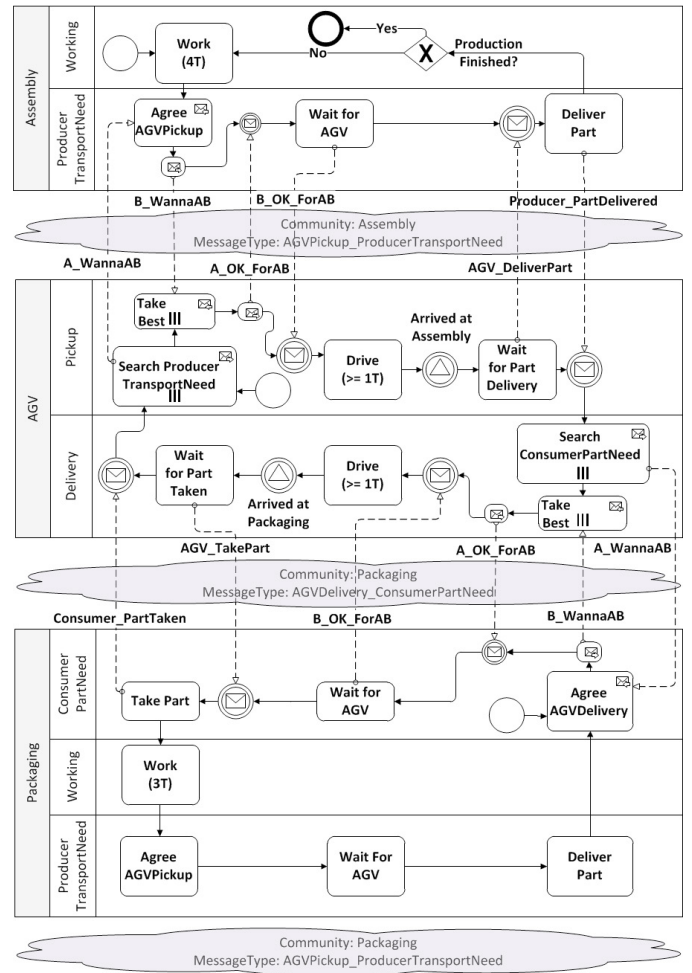 Assembly
Working
Work
(4T)
Yes
No
X
Production
Finished?
Producer
TransportNeed
Agree
AGVPickup
Wait for
AGV
Deliver
Part
B_WannaAB
B_OK_ForAB
Producer_PartDelivered
Community: Assembly
MessageType: AGVPickup_ProducerTransportNeed
A_WannaAB
A_OK_ForAB
AGV_DeliverPart
AGV
Pickup
Take
Best
Search Producer
TransportNeed
Drive
(>= 1T)
Arrived at
Assembly
Wait
for Part
Delivery
Delivery
Wait
for Part
Taken
Arrived at
Packaging
Drive
(>= 1T)
Search
ConsumerPartNeed
Take
Best
AGV_TakePart
A_OK_ForAB
A_WannaAB
Community: Packaging
MessageType: AGVDelivery_ConsumerPartNeed
Consumer_PartTaken
B_OK_ForAB
B_WannaAB
Packaging
Consumer
PartNeed
Take Part
Wait for
AGV
Agree
AGVDelivery
Working
Work
(3T)
Producer
TransportNeed
Agree
AGVPickup
Wait For
AGV
Deliver
Part
Community: Packaging
MessageType: AGVPickup_ProducerTransportNeed